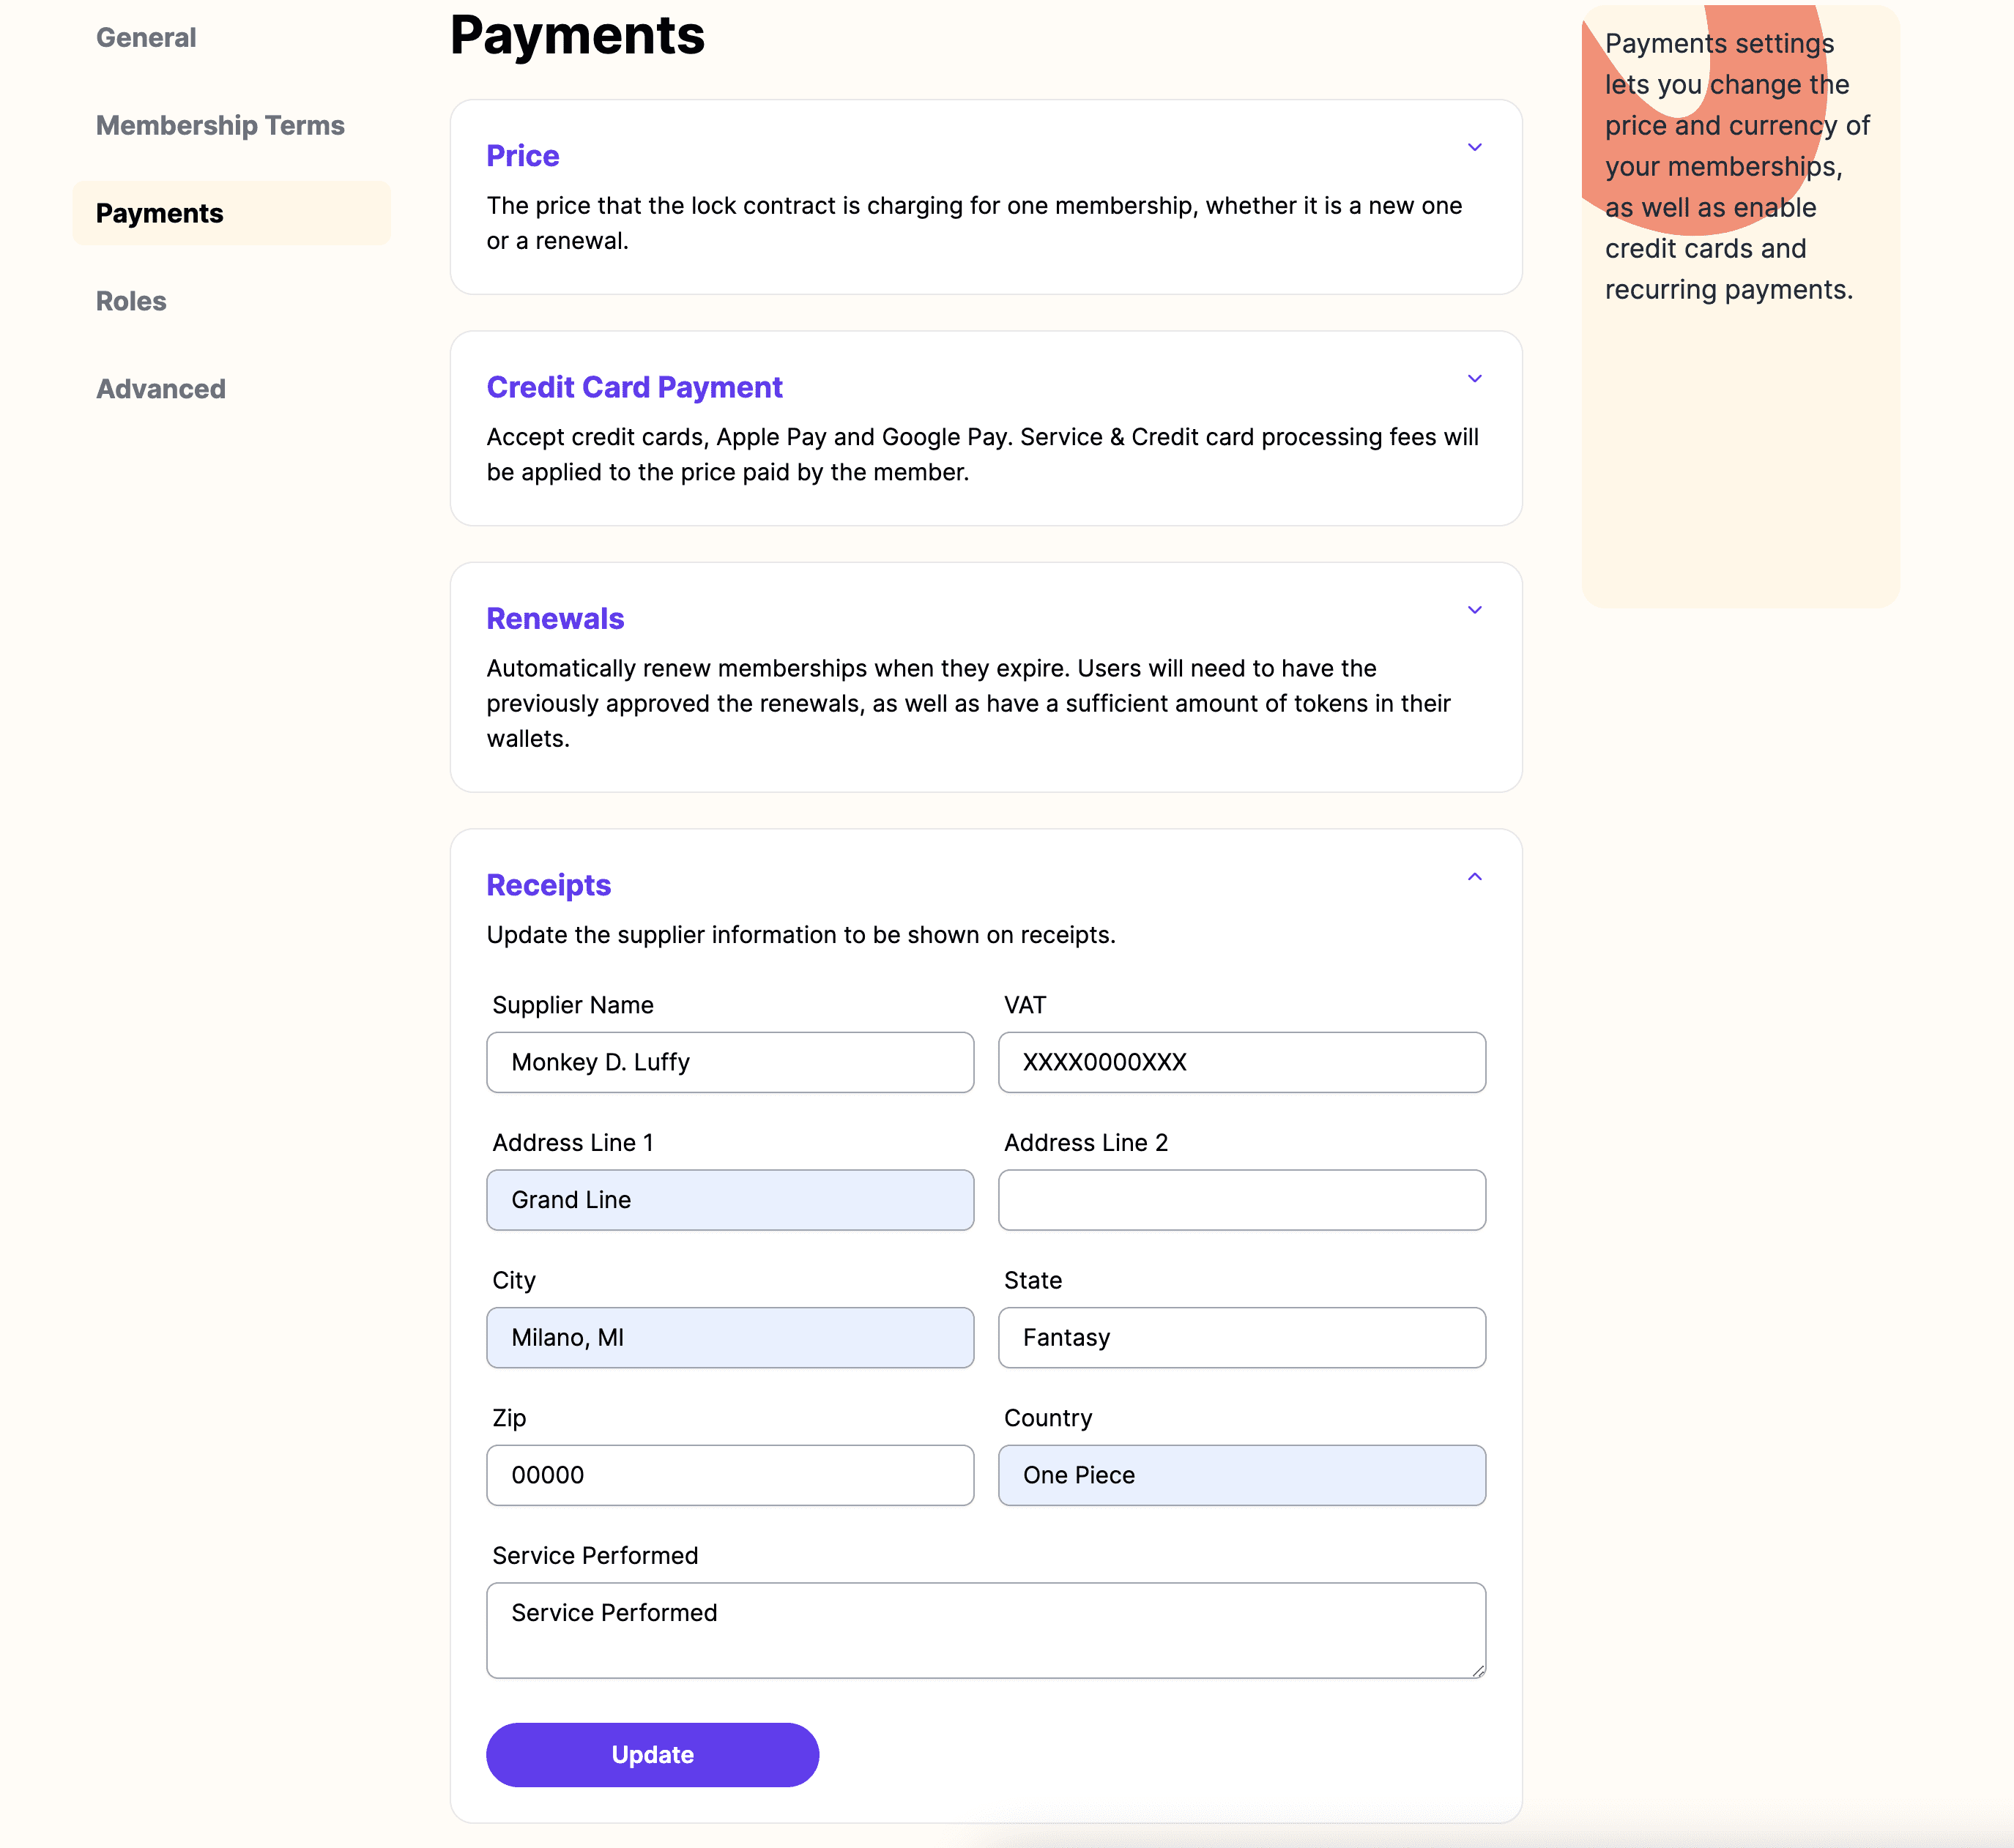 General
Membership Terms
Payments
Roles
Advanced
Payments
Price
The price that the lock contract is charging for one membership, whether it is a new one
or a renewal.
Credit Card Payment
Accept credit cards, Apple Pay and Google Pay. Service & Credit card processing fees will
be applied to the price paid by the member.
Renewals
Automatically renew memberships when they expire. Users will need to have the
previously approved the renewals, as well as have a sufficient amount of tokens in their
wallets.
Receipts
Update the supplier information to be shown on receipts.
Supplier Name
Monkey D. Luffy
VAT
XXXX0000XXX
Address Line 1
Grand Line
Address Line 2
City
Milano, MI
State
Fantasy
Zip
00000
Country
One Piece
Service Performed
Service Performed
Update
Payments settings
lets you change the
price and currency of
your memberships,
as well as enable
credit cards and
recurring payments.